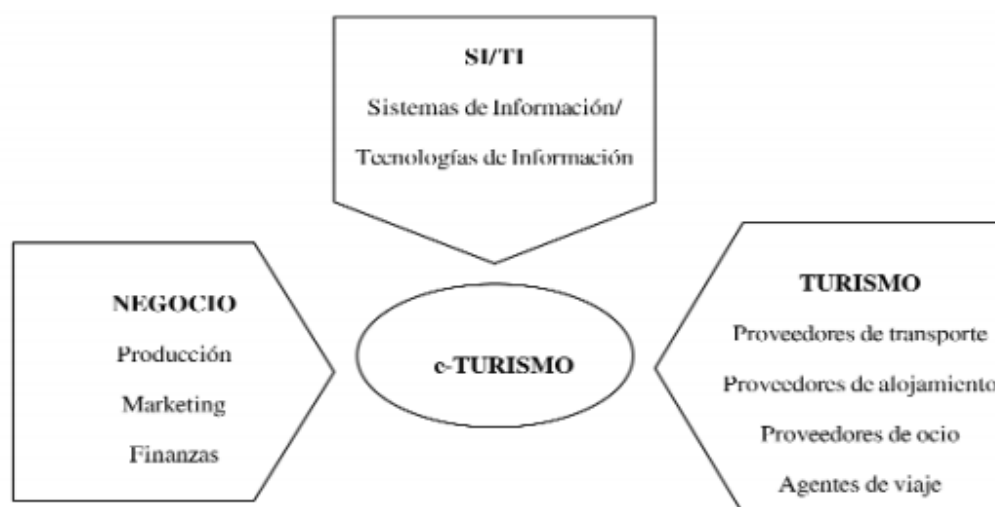 SI/TI
Sistemas de Información/
Tecnologías de Información
NEGOCIO
Producción
Marketing
Finanzas
e-TURISMO
TURISMO
Proveedores de transporte
Proveedores de alojamiento
Proveedores de ocio
Agentes de viaje